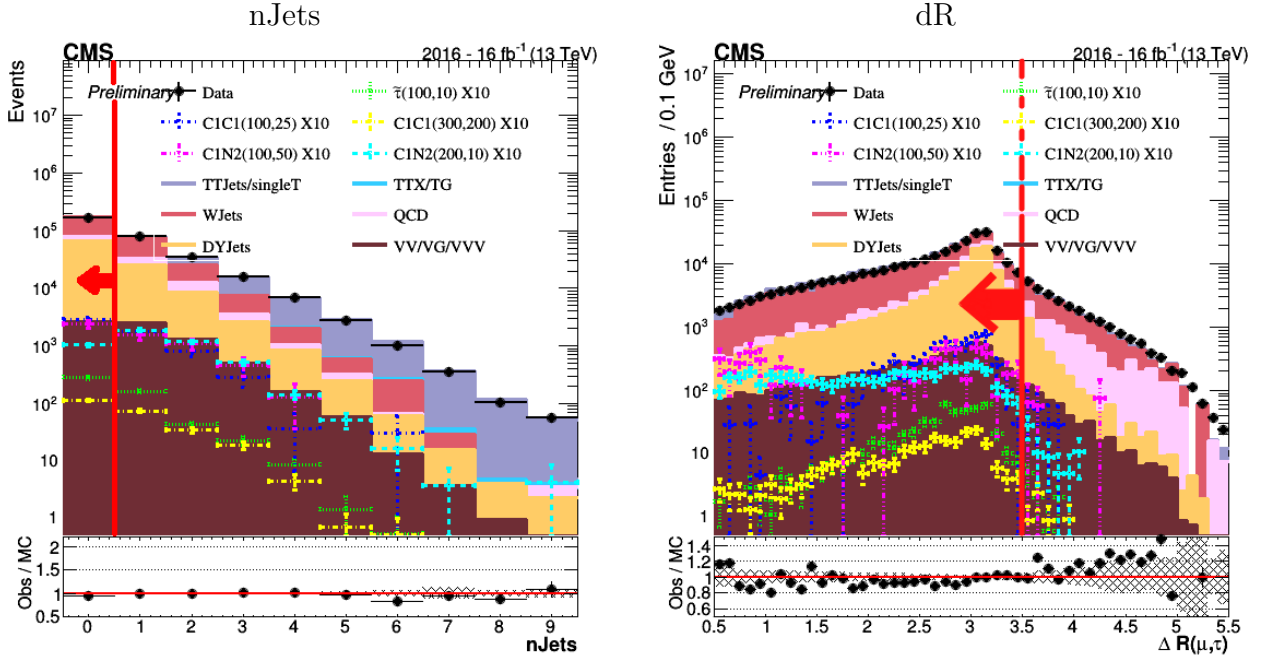 nJets
dR
CMS 2016 - 16 fb⁻¹ (13 TeV)
Events
Preliminary
Data
τ̃(100,10) X10
C1C1(100,25) X10
C1C1(300,200) X10
C1N2(100,50) X10
C1N2(200,10) X10
TTJets/singleT
TTX/TG
WJets
QCD
DYJets
VV/VG/VVV
10⁷
10⁶
10⁵
10⁴
10³
10²
10
1
Obs / MC
2
1.5
1
0.5
0 1 2 3 4 5 6 7 8 9
nJets
CMS 2016 - 16 fb⁻¹ (13 TeV)
Entries / 0.1 GeV
Preliminary
Data
τ̃(100,10) X10
C1C1(100,25) X10
C1C1(300,200) X10
C1N2(100,50) X10
C1N2(200,10) X10
TTJets/singleT
TTX/TG
WJets
QCD
DYJets
VV/VG/VVV
10⁷
10⁶
10⁵
10⁴
10³
10²
10
1
Obs / MC
1.4
1.2
1
0.8
0.6
0.5 1 1.5 2 2.5 3 3.5 4 4.5 5 5.5
Δ R(μ,τ)